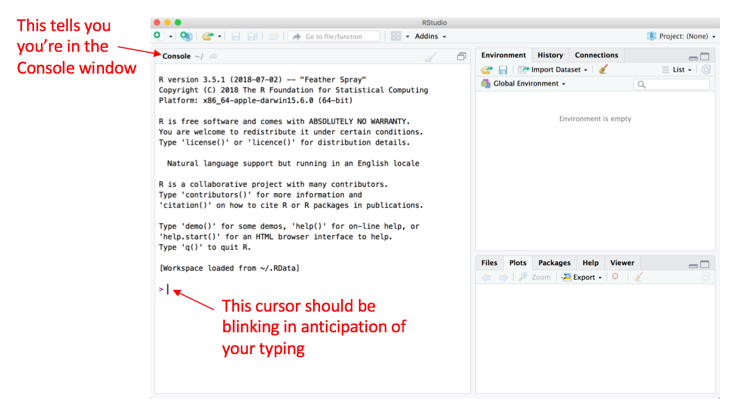 This tells you
you're in the
Console window
RStudio
Go to file/function
Addins
Project: (None)
Console ~/
R version 3.5.1 (2018-07-02) -- "Feather Spray"
Copyright (C) 2018 The R Foundation for Statistical Computing
Platform: x86_64-apple-darwin15.6.0 (64-bit)
R is free software and comes with ABSOLUTELY NO WARRANTY.
You are welcome to redistribute it under certain conditions.
Type 'license()' or 'licence()' for distribution details.
Natural language support but running in an English locale
R is a collaborative project with many contributors.
Type 'contributors()' for more information and
'citation()' on how to cite R or R packages in publications.
Type 'demo()' for some demos, 'help()' for on-line help, or
'help.start()' for an HTML browser interface to help.
Type 'q()' to quit R.
[Workspace loaded from ~/.RData]
>
This cursor should be
blinking in anticipation of
your typing
Environment History Connections
Import Dataset List
Global Environment
Environment is empty
Files Plots Packages Help Viewer
Zoom Export